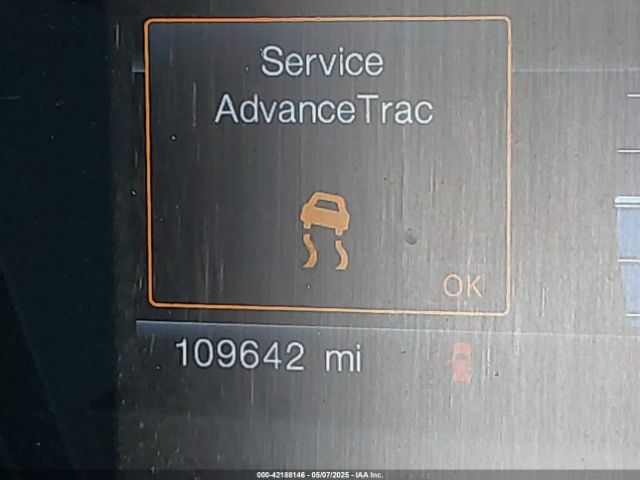 Service
AdvanceTrac
OK
109642 mi
000-42188146 - 05/07/2025 - IAA Inc.